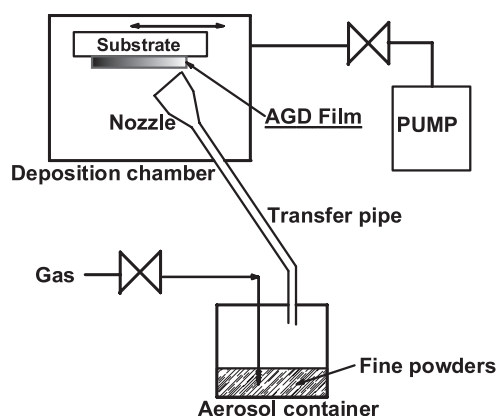 Substrate
Nozzle
AGD Film
PUMP
Deposition chamber
Transfer pipe
Gas
Fine powders
Aerosol container